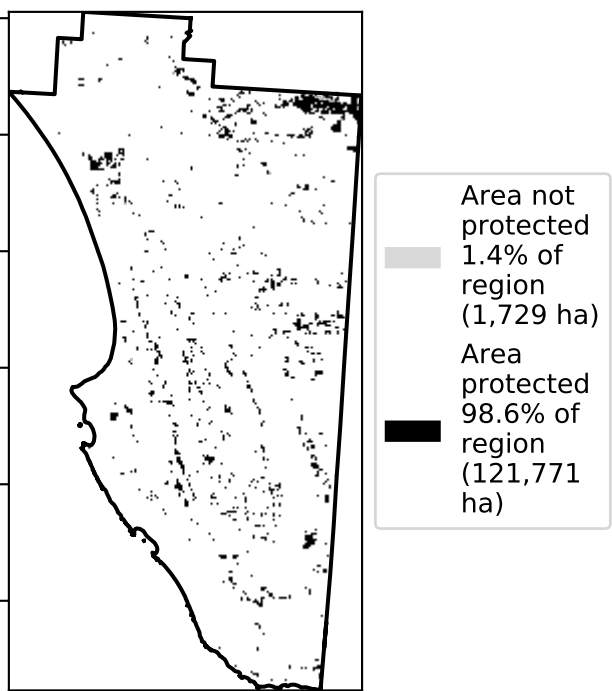 Area not
protected
1.4% of
region
(1,729 ha)
Area
protected
98.6% of
region
(121,771
ha)